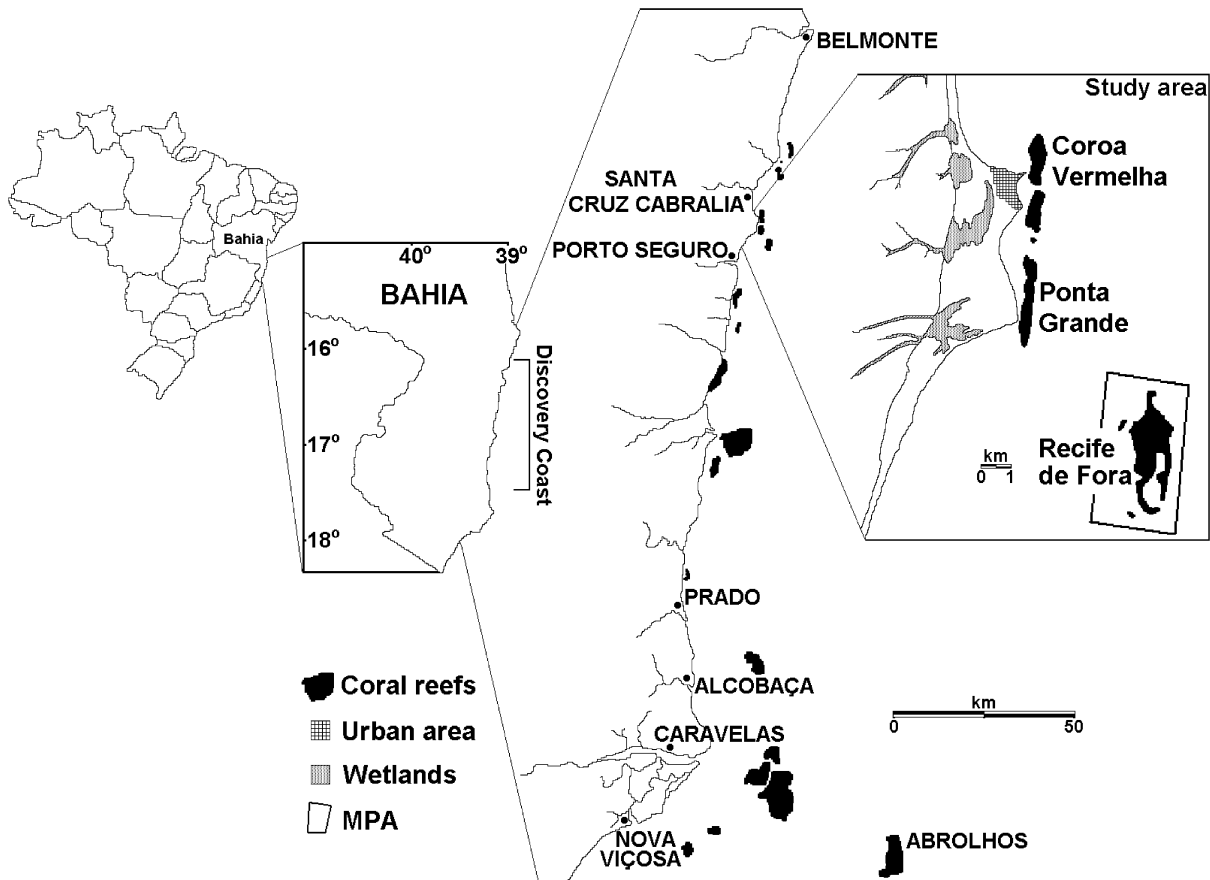 BELMONTE
Study area
Coroa
Vermelha
SANTA
CRUZ CABRALIA
PORTO SEGURO
Bahia
40º
39º
BAHIA
16º
17º
18º
Discovery Coast
Ponta
Grande
Recife
de Fora
km
0 1
PRADO
ALCOBAÇA
CARAVELAS
NOVA
VIÇOSA
ABROLHOS
km
0 50
Coral reefs
Urban area
Wetlands
MPA